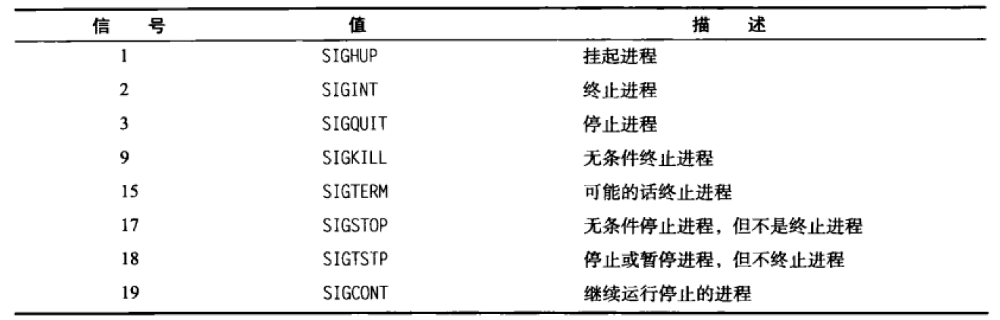 信 号 值 描 述
1 SIGHUP 挂起进程
2 SIGINT 终止进程
3 SIGQUIT 停止进程
9 SIGKILL 无条件终止进程
15 SIGTERM 可能的话终止进程
17 SIGSTOP 无条件停止进程，但不是终止进程
18 SIGTSTP 停止或暂停进程，但不终止进程
19 SIGCONT 继续运行停止的进程